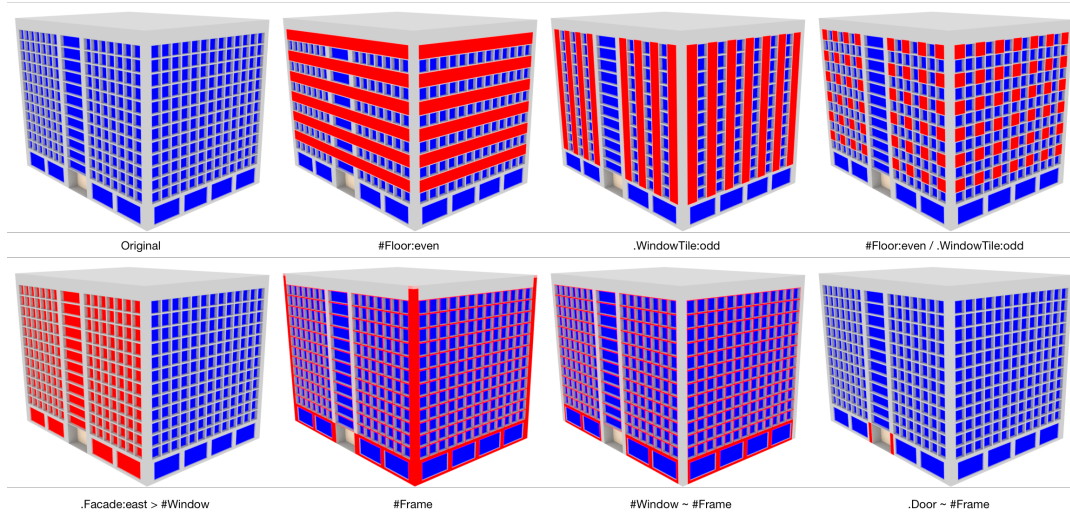 Original
#Floor:even
.WindowTile:odd
#Floor:even / .WindowTile:odd
.Facade:east > #Window
#Frame
#Window ~ #Frame
.Door ~ #Frame